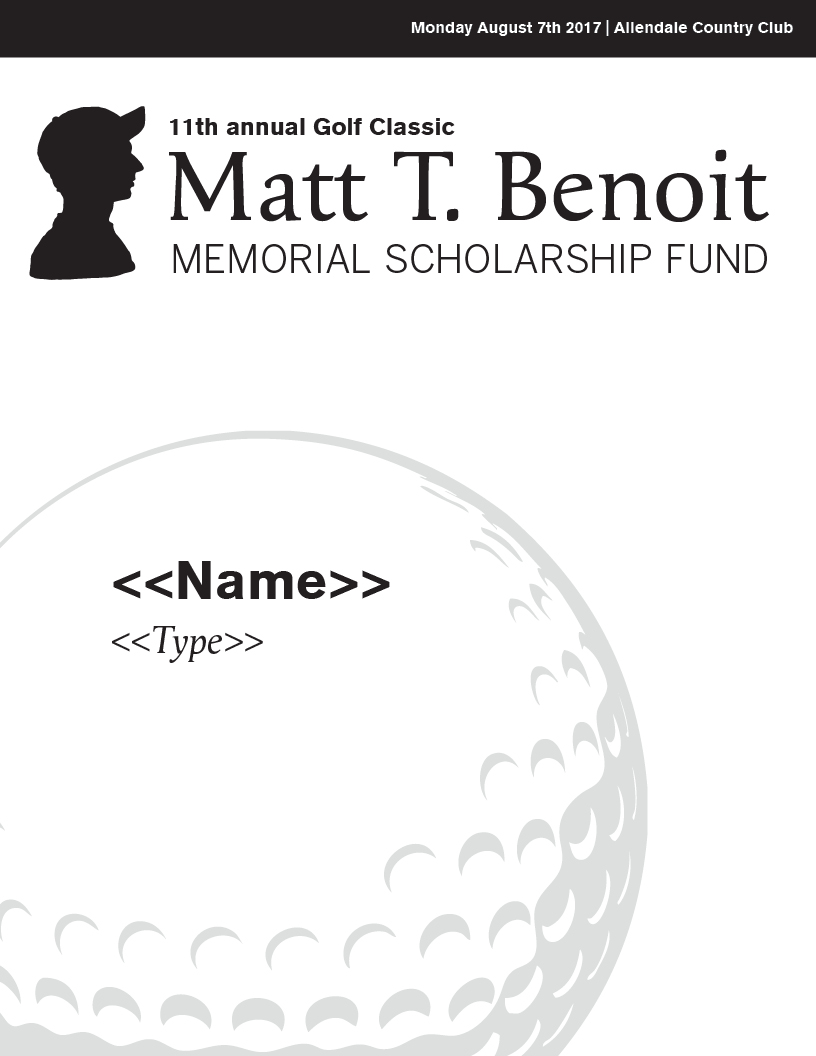 Monday August 7th 2017 | Allendale Country Club
11th annual Golf Classic
Matt T. Benoit
MEMORIAL SCHOLARSHIP FUND
<<Name>>
<<Type>>